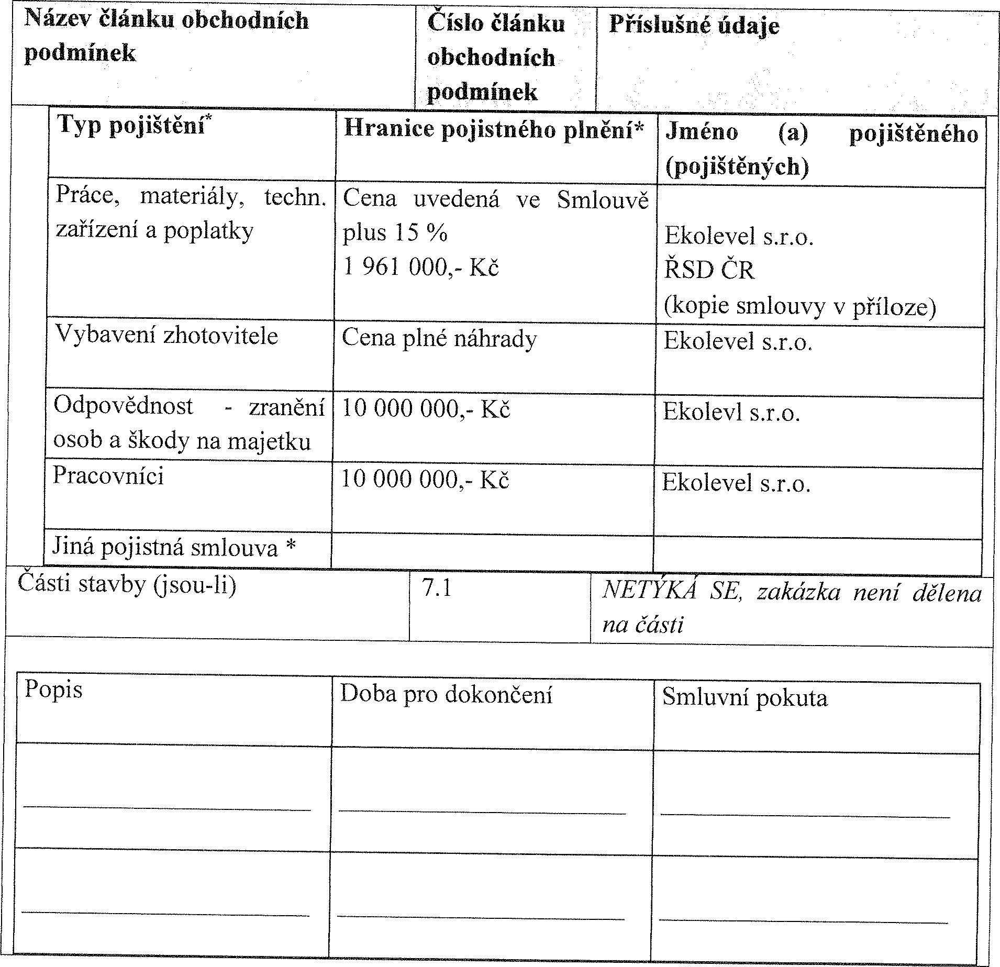 Název článku obchodních
podmínek
Číslo článku
obchodních
podmínek
Příslušné údaje
Typ pojištění*
Hranice pojistného plnění*
Jméno (a) pojištěného
(pojištěných)
Práce, materiály, techn.
zařízení a poplatky
Cena uvedená ve Smlouvě
plus 15 %
1 961 000,- Kč
Ekolevel s.r.o.
ŘSD ČR
(kopie smlouvy v příloze)
Vybavení zhotovitele
Cena plné náhrady
Ekolevel s.r.o.
Odpovědnost - zranění
osob a škody na majetku
10 000 000,- Kč
Ekolevl s.r.o.
Pracovníci
10 000 000,- Kč
Ekolevel s.r.o.
Jiná pojistná smlouva *
Části stavby (jsou-li)
7.1
NETÝKÁ SE, zakázka není dělena
na části
Popis
Doba pro dokončení
Smluvní pokuta